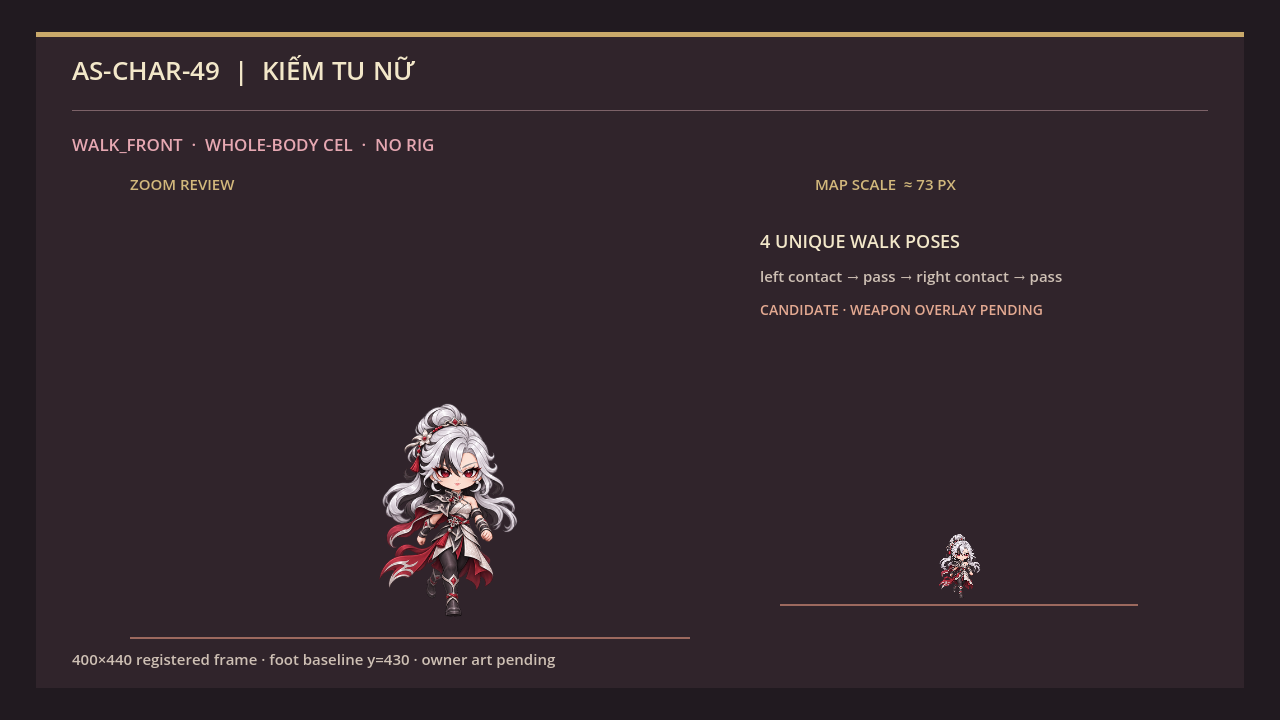 AS-CHAR-49 | KIẾM TU NỮ
WALK_FRONT · WHOLE-BODY CEL · NO RIG
ZOOM REVIEW
MAP SCALE ≈ 73 PX
4 UNIQUE WALK POSES
left contact → pass → right contact → pass
CANDIDATE · WEAPON OVERLAY PENDING
400×440 registered frame · foot baseline y=430 · owner art pending